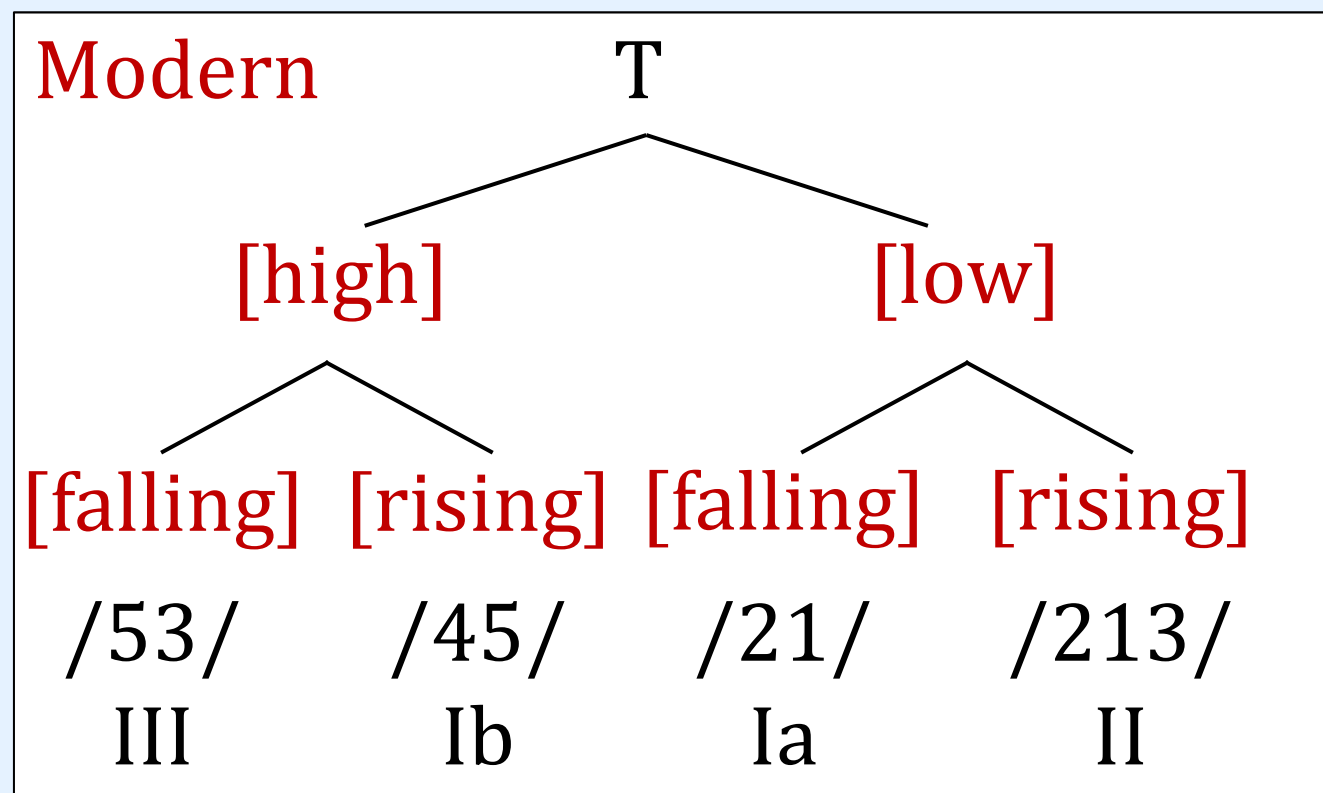 Modern T
[high] [low]
[falling] [rising] [falling] [rising]
/53/ /45/ /21/ /213/
III Ib Ia II